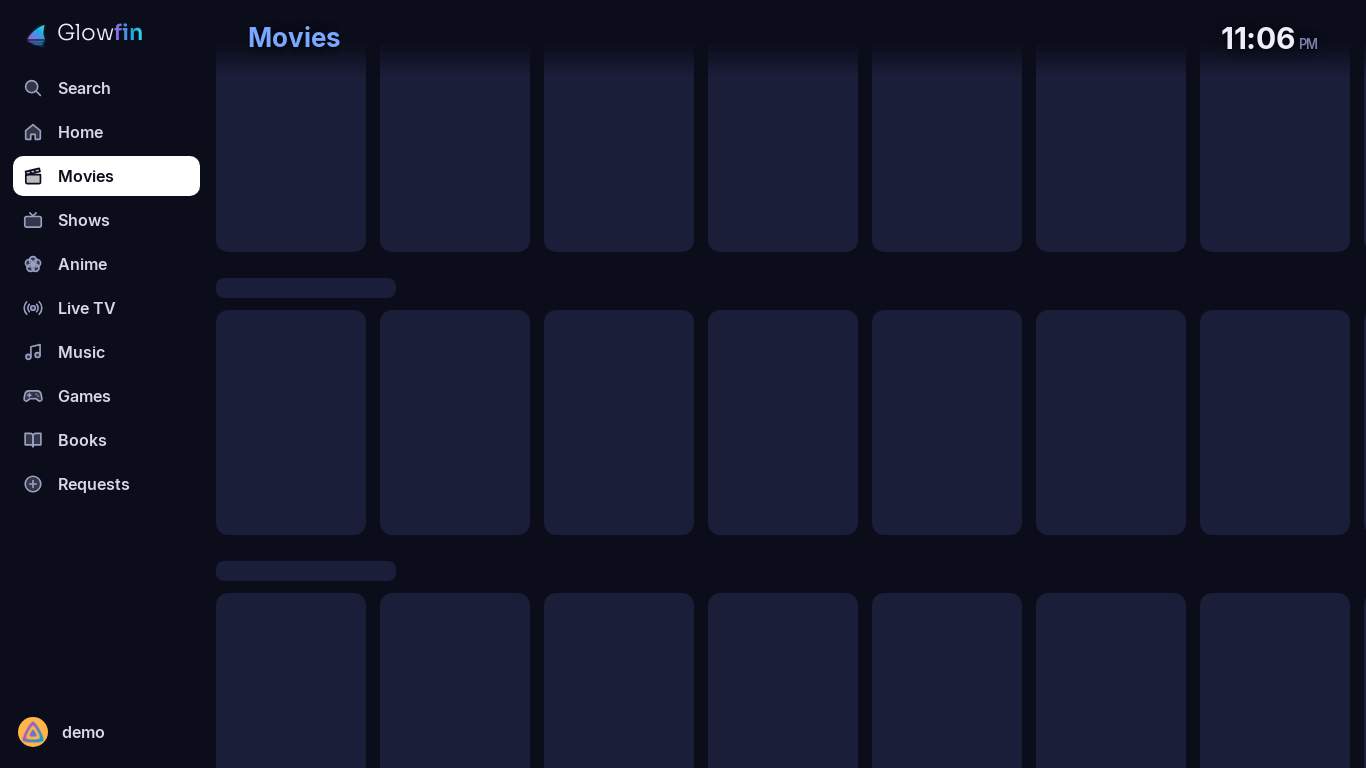 Glowfin
Movies
11:06 PM
Search
Home
Movies
Shows
Anime
Live TV
Music
Games
Books
Requests
demo